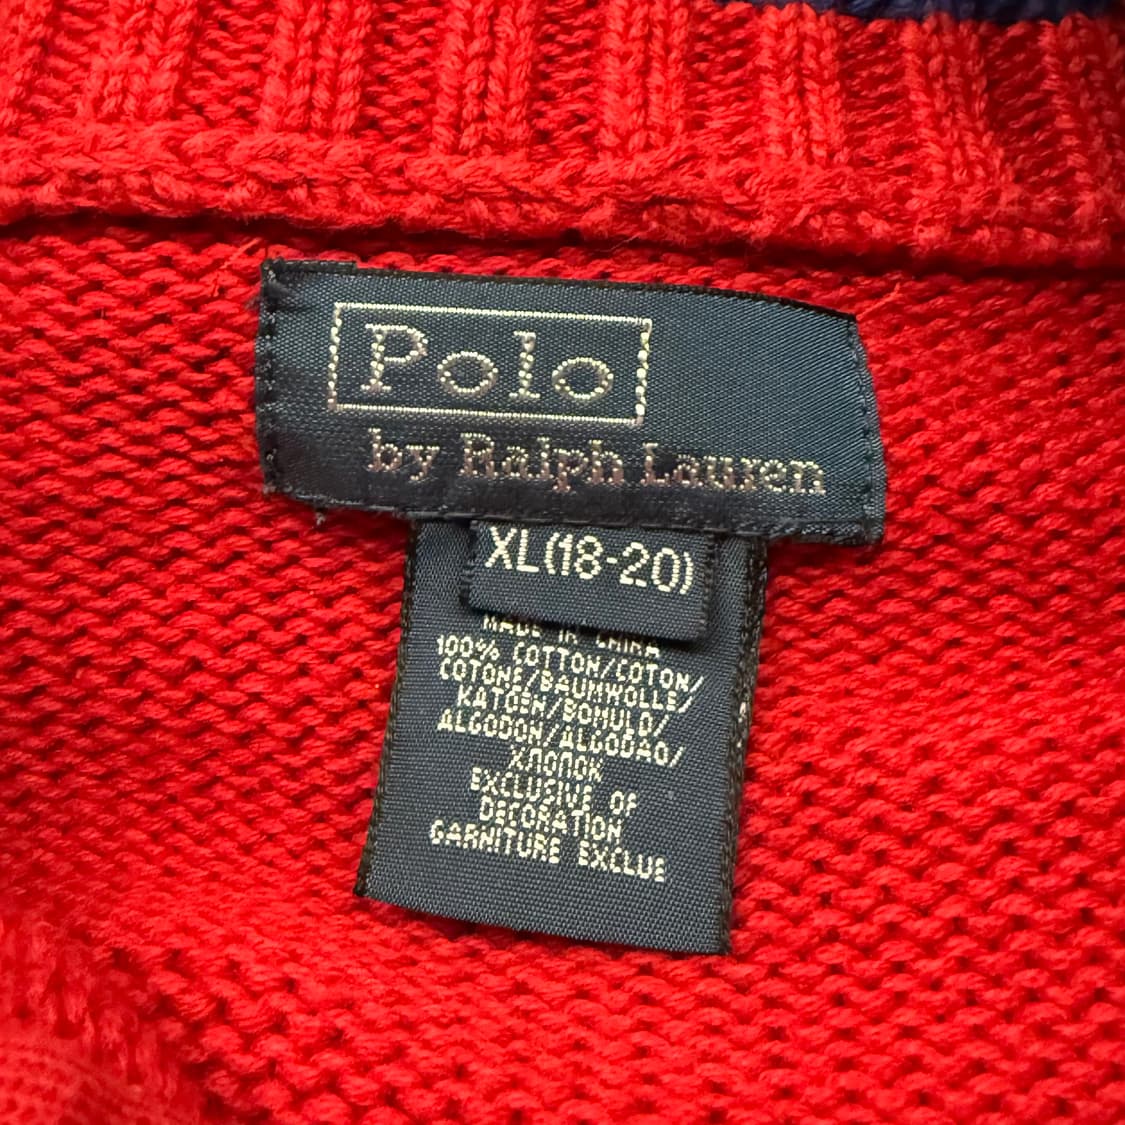 Polo
by Ralph Lauren
XL(18-20)
MADE IN CHINA
100% COTTON/COTON/
COTONE/BAUMWOLLE/
KATOEN/BOMULD/
ALGODON/ALGODAO/
ХЛОПОК
EXCLUSIVE OF
DECORATION
GARNITURE EXCLUE